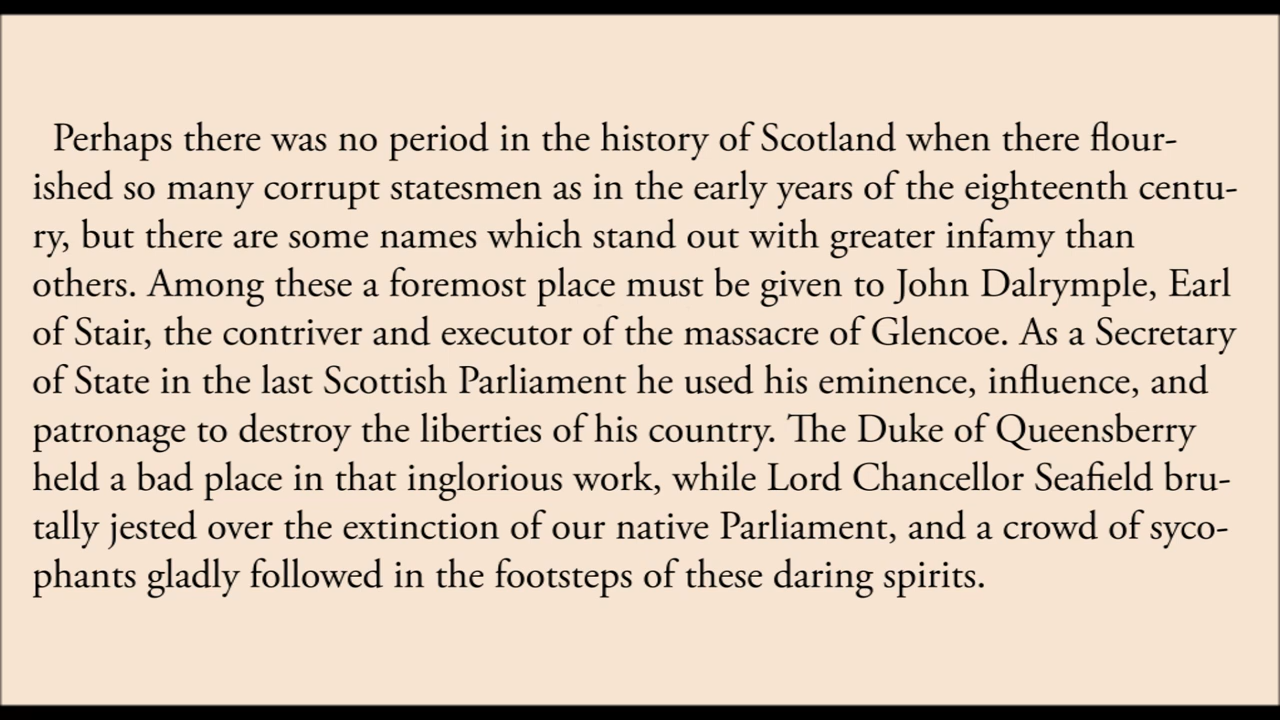 Perhaps there was no period in the history of Scotland when there flour-
ished so many corrupt statesmen as in the early years of the eighteenth centu-
ry, but there are some names which stand out with greater infamy than
others. Among these a foremost place must be given to John Dalrymple, Earl
of Stair, the contriver and executor of the massacre of Glencoe. As a Secretary
of State in the last Scottish Parliament he used his eminence, influence, and
patronage to destroy the liberties of his country. The Duke of Queensberry
held a bad place in that inglorious work, while Lord Chancellor Seafield bru-
tally jested over the extinction of our native Parliament, and a crowd of syco-
phants gladly followed in the footsteps of these daring spirits.